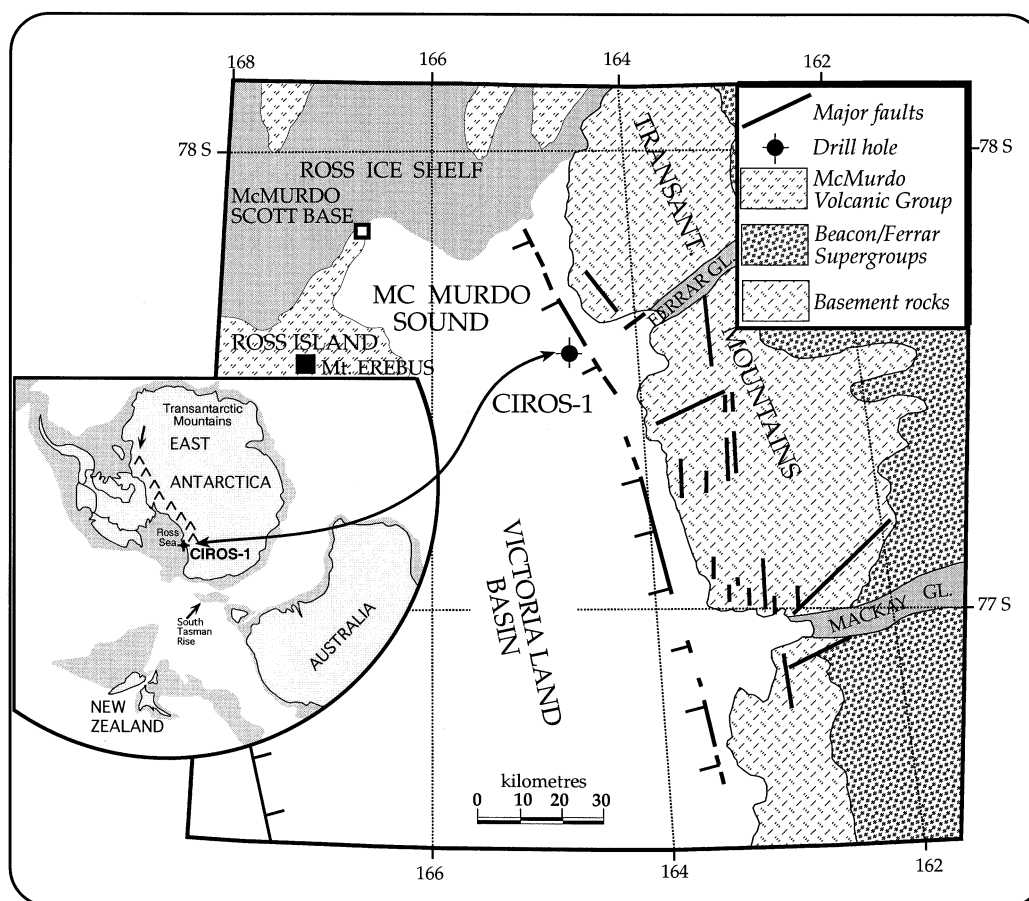 168
166
164
162
78 S
78 S
TRANSANT.
MOUNTAINS
Major faults
Drill hole
McMurdo
Volcanic Group
Beacon/Ferrar
Supergroups
Basement rocks
ROSS ICE SHELF
McMURDO
SCOTT BASE
FERRAR GL.
MC MURDO
SOUND
ROSS ISLAND
Mt. EREBUS
CIROS-1
Transantarctic
Mountains
EAST
ANTARCTICA
Ross
Sea
CIROS-1
South
Tasman
Rise
AUSTRALIA
NEW
ZEALAND
VICTORIA LAND
BASIN
77 S
MACKAY GL.
kilometres
0 10 20 30
166
164
162